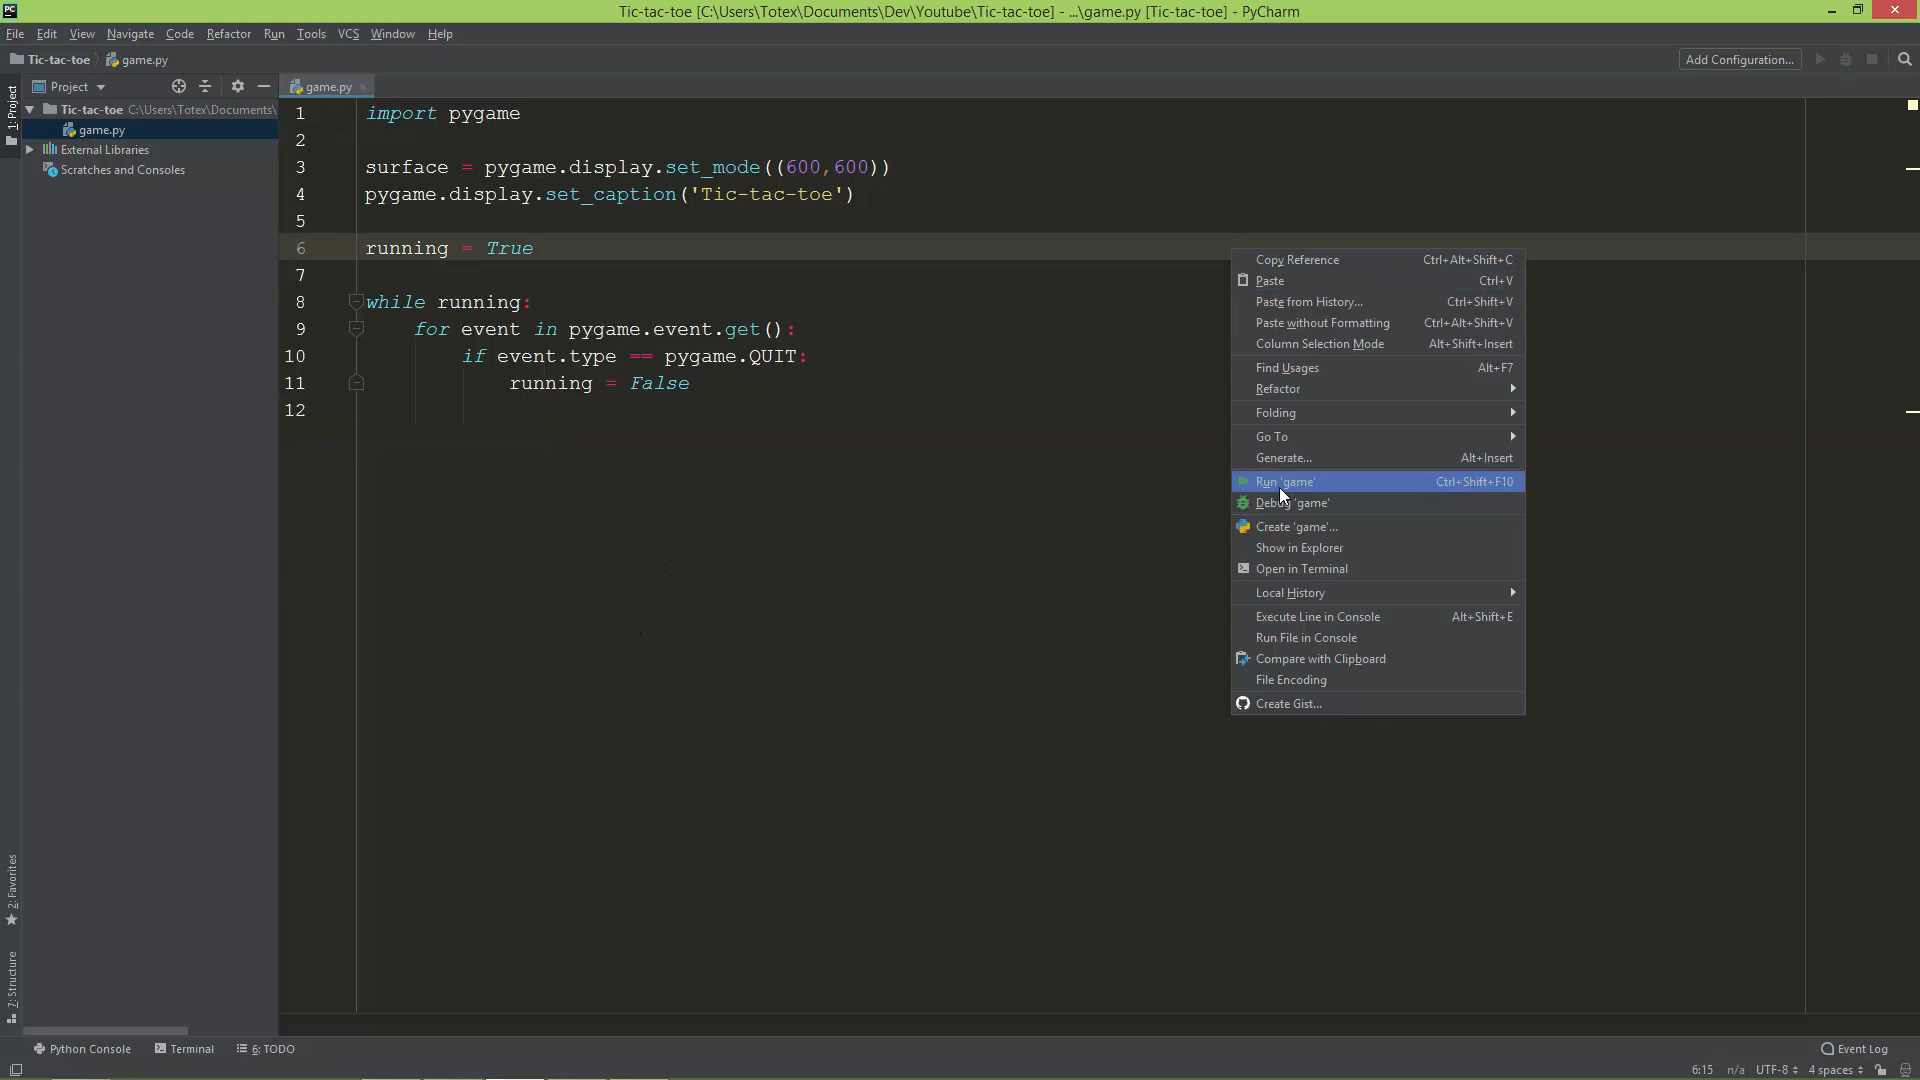 PC
Tic-tac-toe [C:\Users\Totex\Documents\Dev\Youtube\Tic-tac-toe] - ...\game.py [Tic-tac-toe] - PyCharm
File Edit View Navigate Code Refactor Run Tools VCS Window Help
Tic-tac-toe game.py Add Configuration...
1: Project
Project
Tic-tac-toe C:\Users\Totex\Documents\
game.py
External Libraries
Scratches and Consoles
game.py
1 import pygame
2
3 surface = pygame.display.set_mode((600,600))
4 pygame.display.set_caption('Tic-tac-toe')
5
6 running = True
7
8 while running:
9 for event in pygame.event.get():
10 if event.type == pygame.QUIT:
11 running = False
12
Copy Reference Ctrl+Alt+Shift+C
Paste Ctrl+V
Paste from History... Ctrl+Shift+V
Paste without Formatting Ctrl+Alt+Shift+V
Column Selection Mode Alt+Shift+Insert
Find Usages Alt+F7
Refactor
Folding
Go To
Generate... Alt+Insert
Run 'game' Ctrl+Shift+F10
Debug 'game'
Create 'game'...
Show in Explorer
Open in Terminal
Local History
Execute Line in Console Alt+Shift+E
Run File in Console
Compare with Clipboard
File Encoding
Create Gist...
2: Favorites
7: Structure
Python Console Terminal 6: TODO Event Log
6:15 n/a UTF-8 4 spaces